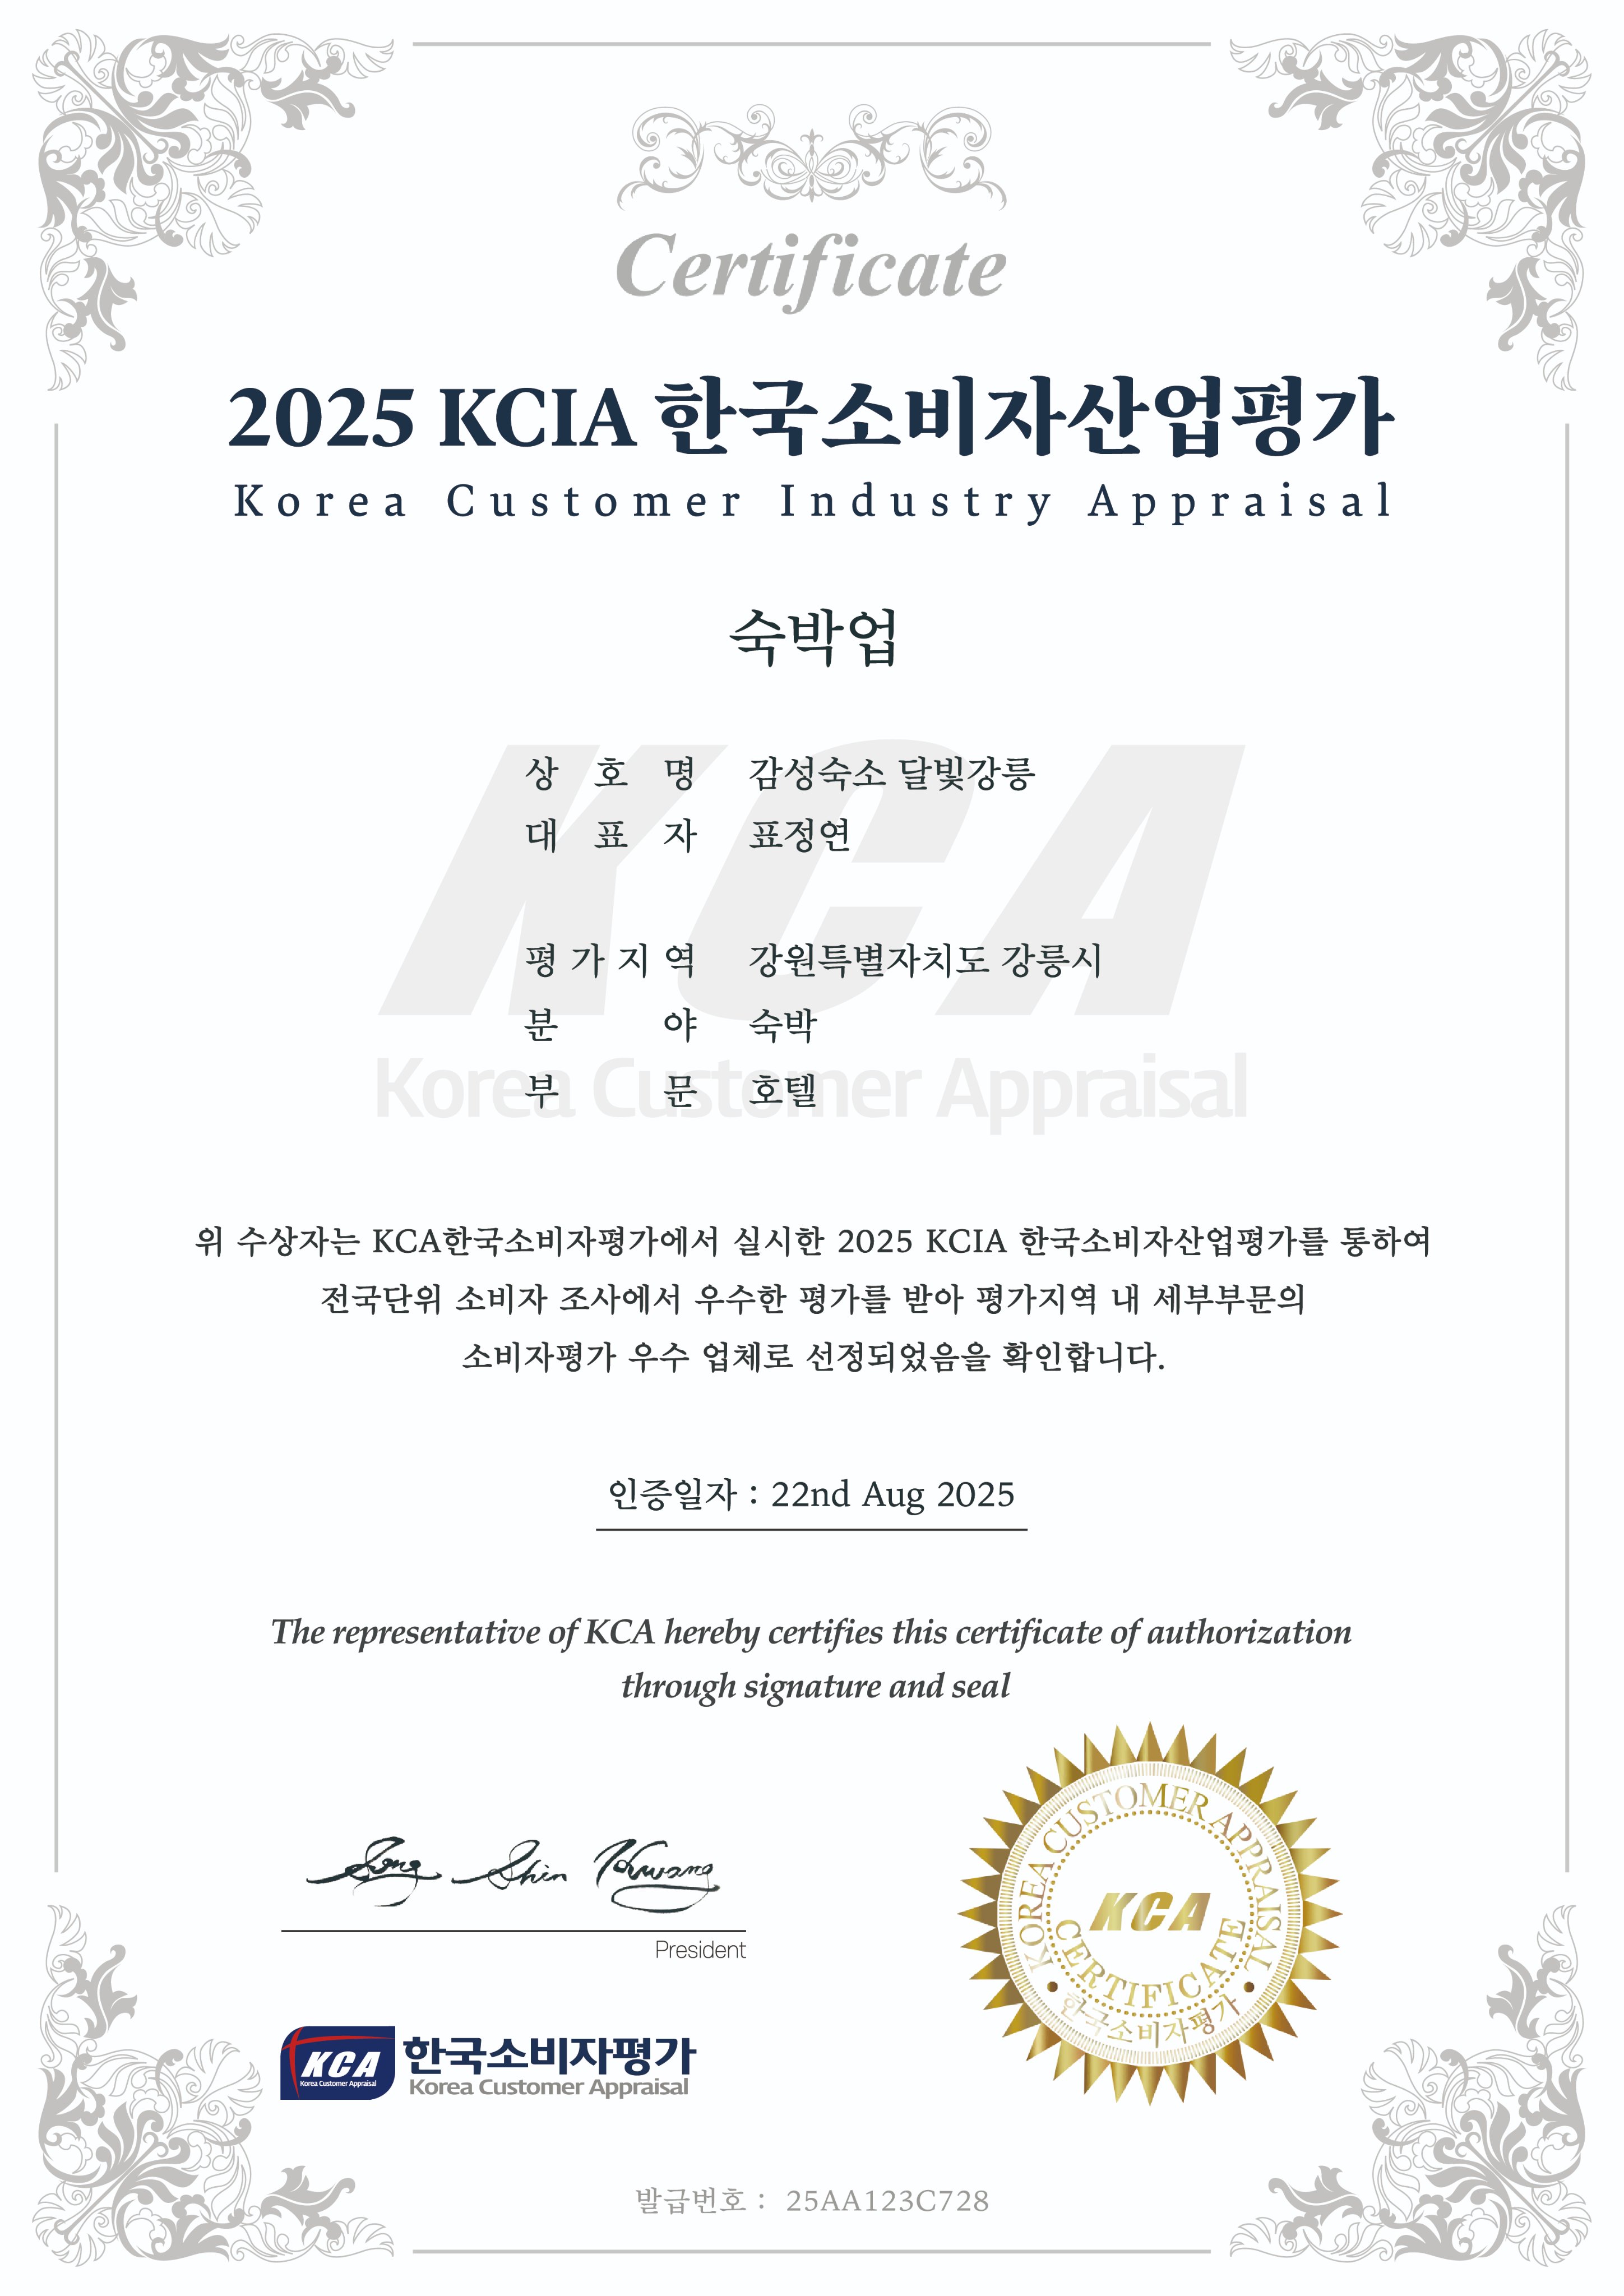 Certificate
2025 KCIA 한국소비자산업평가
Korea Customer Industry Appraisal
숙박업
KCA
Korea Customer Appraisal
상 호 명 감성숙소 달빛강릉
대 표 자 표정연
평 가 지 역 강원특별자치도 강릉시
분 야 숙박
부 문 호텔
위 수상자는 KCA한국소비자평가에서 실시한 2025 KCIA 한국소비자산업평가를 통하여
전국단위 소비자 조사에서 우수한 평가를 받아 평가지역 내 세부부문의
소비자평가 우수 업체로 선정되었음을 확인합니다.
인증일자 : 22nd Aug 2025
The representative of KCA hereby certifies this certificate of authorization
through signature and seal
Song Shin Hwang
President
KCA
Korea Customer Appraisal
한국소비자평가
Korea Customer Appraisal
KOREA CUSTOMER APPRAISAL
KCA
CERTIFICATE
한국소비자평가
발급번호 : 25AA123C728